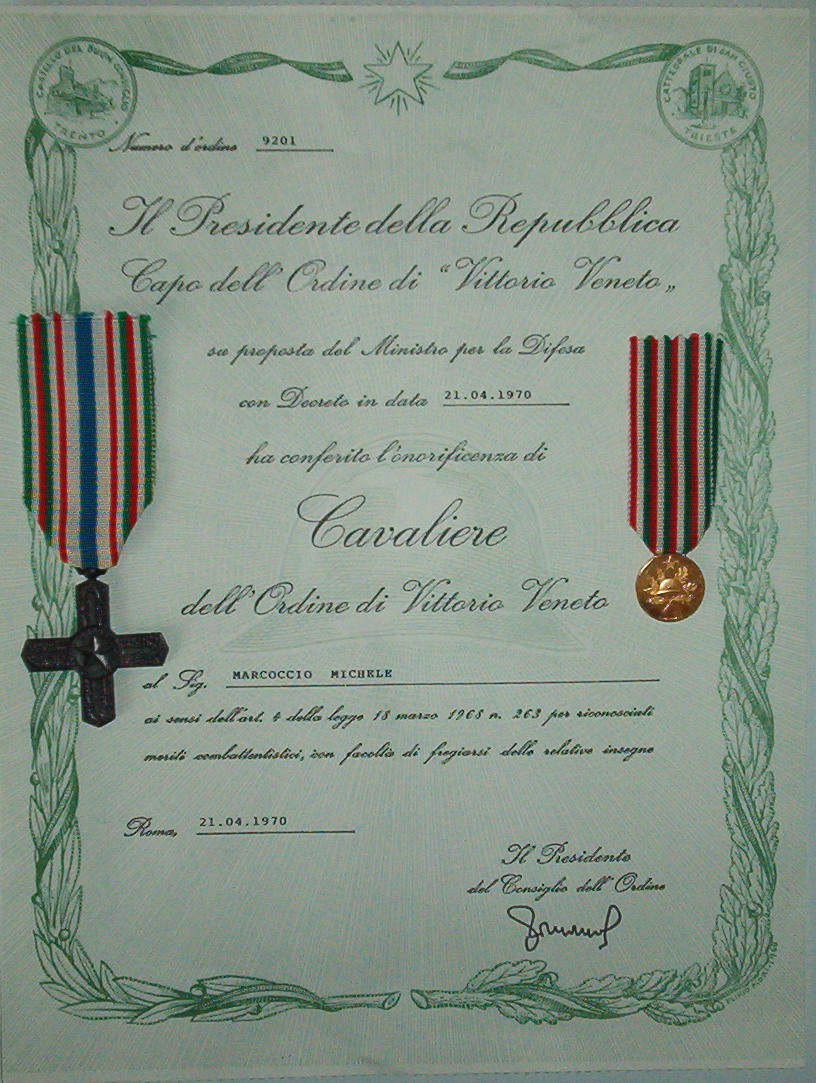 CASTELLO DEL BUON CONSIGLIO
TRENTO
CATTEDRALE DI SAN GIUSTO
TRIESTE
Numero d'ordine 9201
Il Presidente della Repubblica
Capo dell'Ordine di "Vittorio Veneto„
su proposta del Ministro per la Difesa
con Decreto in data 21.04.1970
ha conferito l'onorificenza di
Cavaliere
dell'Ordine di Vittorio Veneto
al Sig. MARCOCCIO MICHELE
ai sensi dell'art. 4 della legge 18 marzo 1968 n. 263 per riconosciuti
meriti combattentistici, con facoltà di fregiarsi delle relative insegne
Roma, 21.04.1970
Il Presidente
del Consiglio dell'Ordine